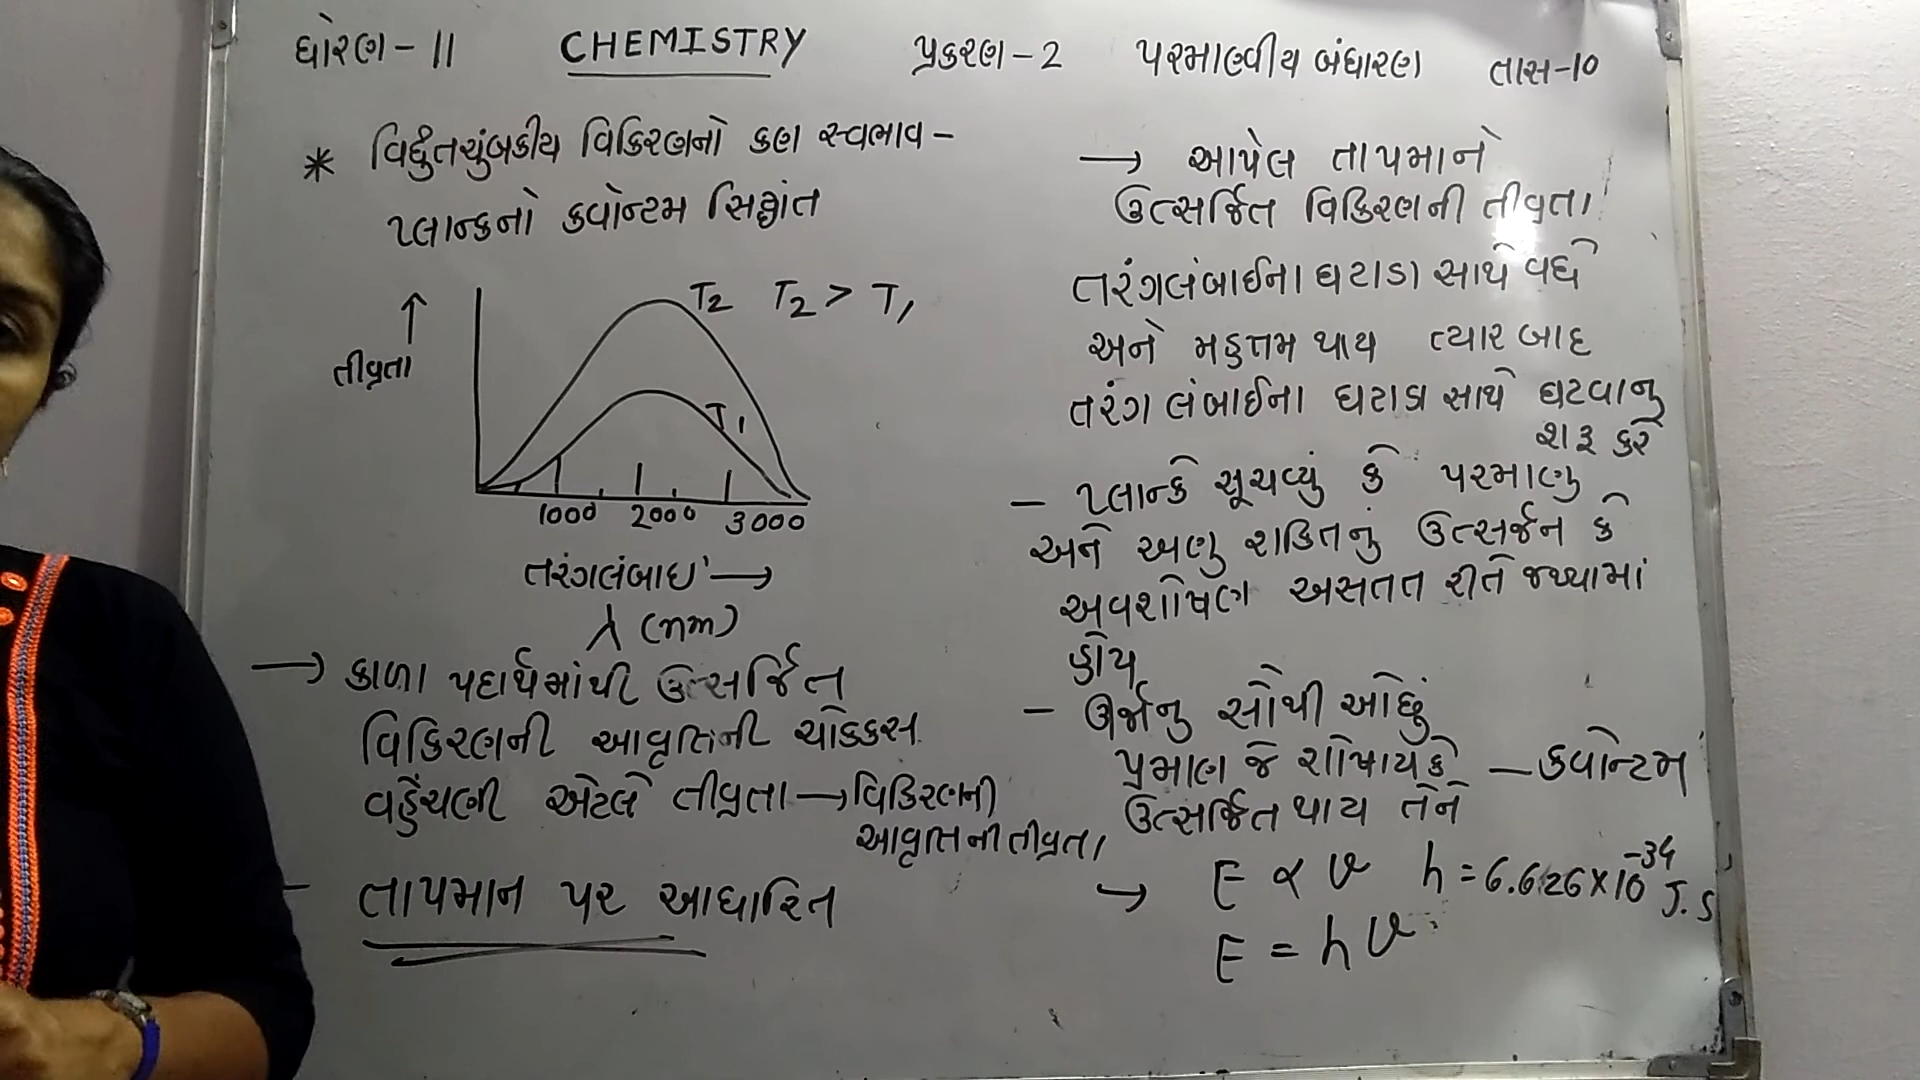 ધોરણ - 11 CHEMISTRY પ્રકરણ - 2 પરમાણ્વીય બંધારણ તાસ-10
* વિદ્યુતચુંબકીય વિકિરણનો કણ સ્વભાવ -
પ્લાન્કનો ક્વોન્ટમ સિદ્ધાંત
T2 T2 > T1
તીવ્રતા
T1
1000 2000 3000
તરંગલંબાઇ →
λ (nm)
→ કાળા પદાર્થમાંથી ઉત્સર્જિત
વિકિરણની આવૃત્તિની ચોક્કસ
વહેંચણી એટલે તીવ્રતા → વિકિરણની
આવૃત્તિની તીવ્રતા
- તાપમાન પર આધારિત
→ આપેલ તાપમાને
ઉત્સર્જિત વિકિરણની તીવ્રતા
તરંગલંબાઈના ઘટાડા સાથે વધે
અને મહત્તમ થાય ત્યાર બાદ
તરંગ લંબાઈના ઘટાડા સાથે ઘટવાનુ
શરૂ કરે
- પ્લાન્કે સૂચવ્યું કે પરમાણુ
અને અણુ શકિતનું ઉત્સર્જન કે
અવશોષણ અસતત રીતે જથ્થામાં
હોય
- ઊર્જાનુ સૌથી ઓછું
પ્રમાણ જે શોષાય કે — ક્વોન્ટમ
ઉત્સર્જિત થાય તેને
→ E ∝ ν h = 6.626×10⁻³⁴ J.S
E = hν